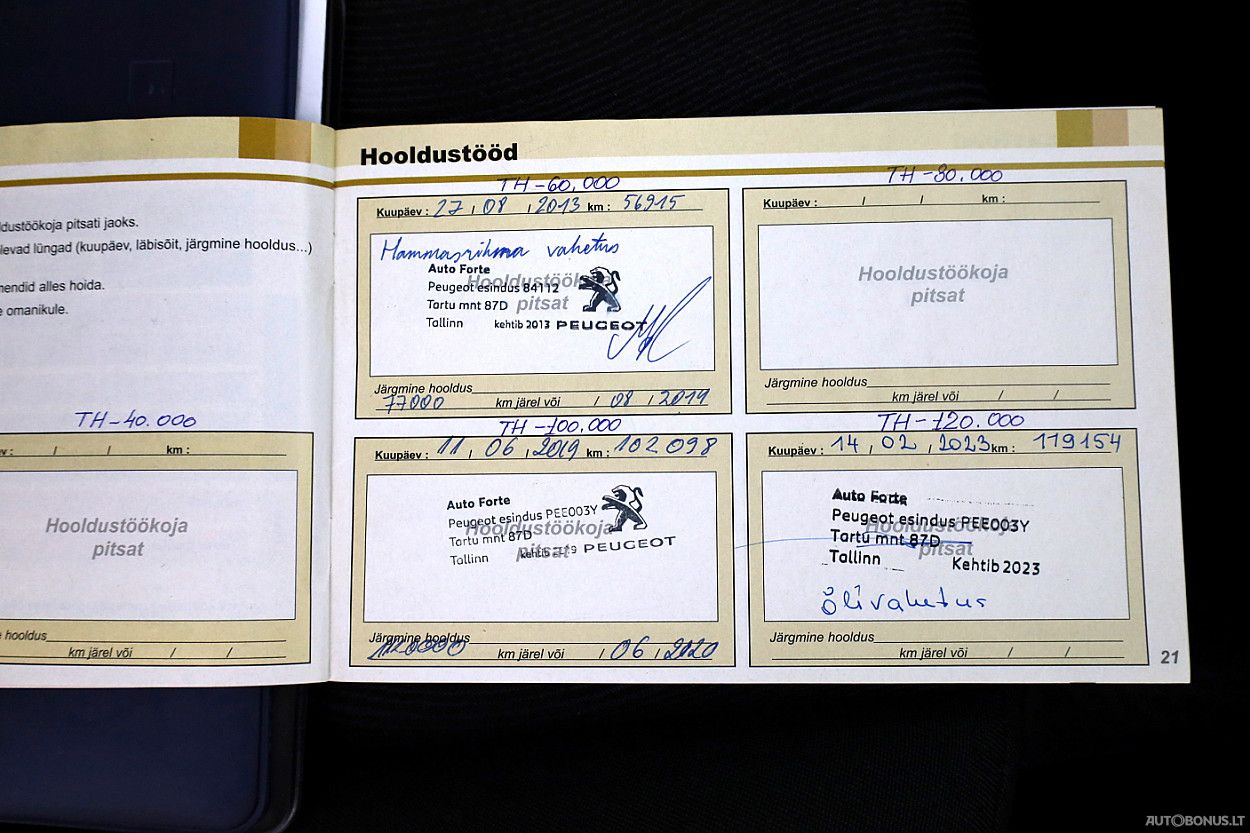 Hooldustööd
ldustöökoja pitsati jaoks.
levad lüngad (kuupäev, läbisõit, järgmine hooldus...)
nendid alles hoida.
e omanikule.
TH-40.000
v: / / km :
Hooldustöökoja
pitsat
e hooldus
km järel või / /
TH-60.000
Kuupäev : 27 / 08 / 2013 km : 56915
Hammasrihma vahetus
Auto Forte
Hooldustöökoja
Peugeot esindus 84112
pitsat
Tartu mnt 87D
Tallinn kehtib 2013 PEUGEOT
Järgmine hooldus
77000 km järel või / 08 / 2014
TH-80.000
Kuupäev : / / km :
Hooldustöökoja
pitsat
Järgmine hooldus
km järel või / /
TH-100.000
Kuupäev : 11 / 06 / 2019 km : 102098
Auto Forte
Peugeot esindus PEE003Y
Hooldustöökoja
Tartu mnt 87D
pitsat
Tallinn kehtib PEUGEOT
Järgmine hooldus
120000 km järel või / 06 / 2120
TH-120.000
Kuupäev : 14 / 02 / 2023 km : 119154
Auto Forte
Peugeot esindus PEE003Y
Hooldustöökoja
Tartu mnt 87D
pitsat
Tallinn Kehtib 2023
õlivahetus
Järgmine hooldus
km järel või / /
21
AUTOBONUS.LT